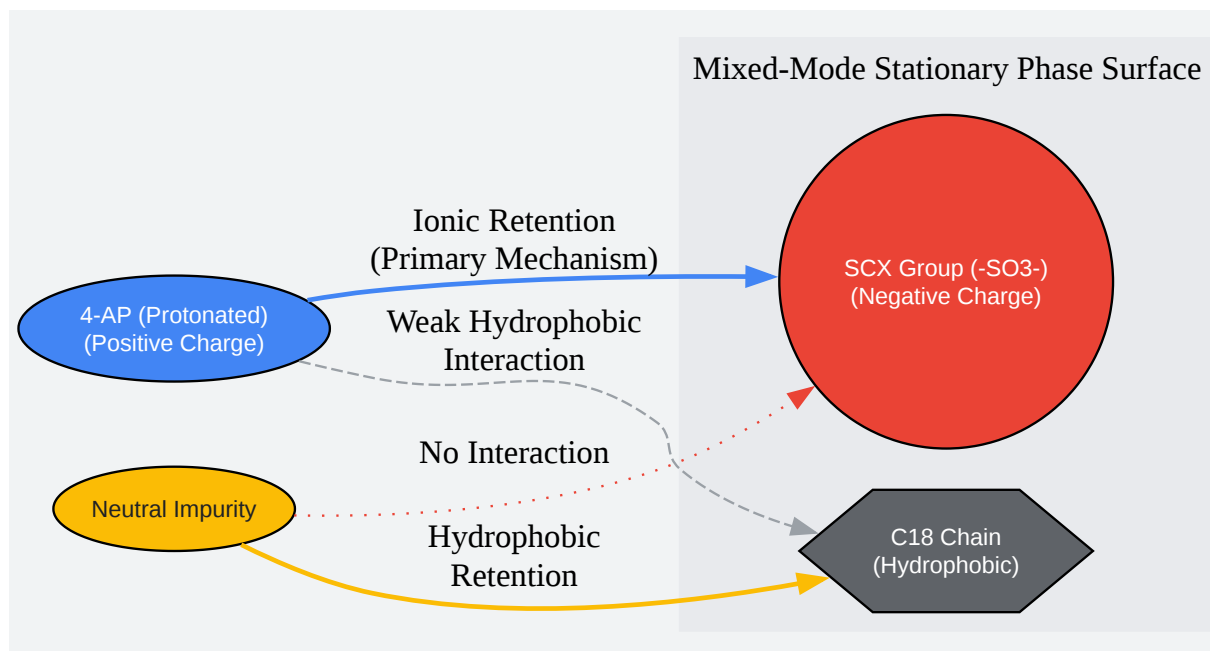 Mixed-Mode Stationary Phase Surface
Ionic Retention
(Primary Mechanism)
SCX Group (-SO3-)
(Negative Charge)
4-AP (Protonated)
(Positive Charge)
Weak Hydrophobic
Interaction
No Interaction
Neutral Impurity
Hydrophobic
Retention
C18 Chain
(Hydrophobic)